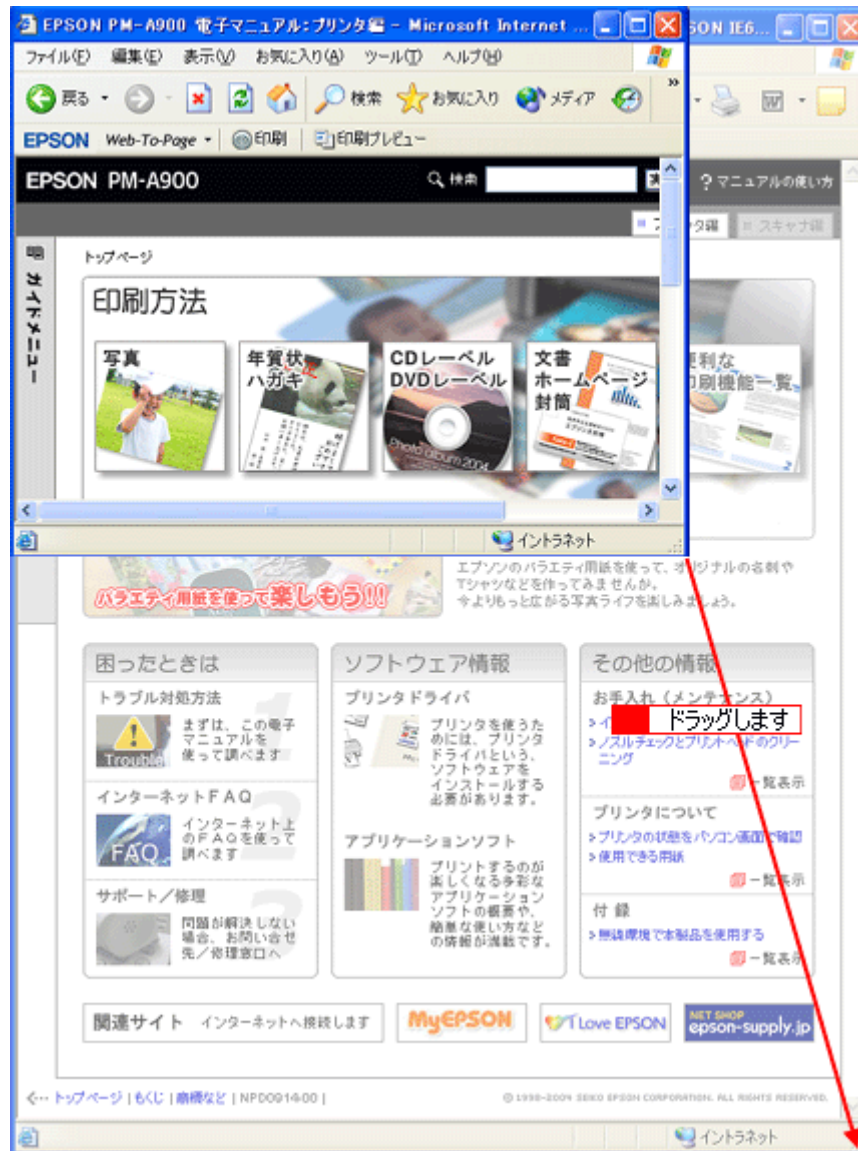 EPSON PM-A900 電子マニュアル:プリンタ編 - Microsoft Internet ...
SON IE6...
ファイル(F) 編集(E) 表示(V) お気に入り(A) ツール(T) ヘルプ(H)
戻る 検索 お気に入り メディア
EPSON Web-To-Page 印刷 印刷プレビュー
EPSON PM-A900 検索
?マニュアルの使い方
タ編 スキャナ編
ガイドメニュー
トップページ
印刷方法
写真
年賀状
ハガキ
CDレーベル
DVDレーベル
Photo album 2004
文書
ホームページ
封筒
便利な
印刷機能一覧
イントラネット
バラエティ用紙を使って楽しもう!!
エプソンのバラエティ用紙を使って、オリジナルの名刺や
Tシャツなどを作ってみませんか。
今よりもっと広がる写真ライフを楽しみましょう。
困ったときは
トラブル対処方法
Trouble
まずは、この電子
マニュアルを
使って調べます
1
インターネットFAQ
FAQ
インターネット上
のFAQを使って
調べます
2
サポート/修理
問題が解決しない
場合、お問い合せ
先/修理窓口へ
3
ソフトウェア情報
プリンタドライバ
プリンタを使うた
めには、プリンタ
ドライバという、
ソフトウェアを
インストールする
必要があります。
アプリケーションソフト
プリントするのが
楽しくなる多彩な
アプリケーション
ソフトの概要や、
簡単な使い方など
の情報が満載です。
その他の情報
お手入れ(メンテナンス)
ドラッグします
ノズルチェックとプリントヘッドのクリー
ニング
一覧表示
プリンタについて
プリンタの状態をパソコン画面で確認
使用できる用紙
一覧表示
付 録
無線環境で本製品を使用する
一覧表示
関連サイト インターネットへ接続します
MyEPSON
I Love EPSON
NET SHOP
epson-supply.jp
トップページ | もくじ | 商標など | NPD0914-00 |
© 1998-2004 SEIKO EPSON CORPORATION. ALL RIGHTS RESERVED.
イントラネット